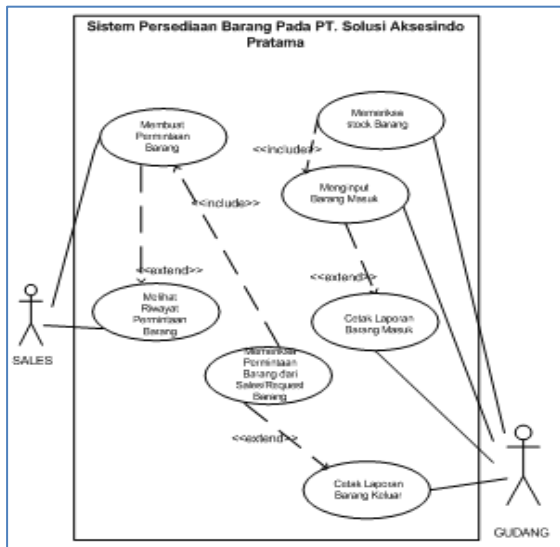 Sistem Persediaan Barang Pada PT. Solusi Aksesindo
Pratama
Membuat
Permintaan
Barang
Memeriksa
stock Barang
<<include>>
Menginput
Barang Masuk
<<include>>
<<extend>>
<<extend>>
Melihat
Riwayat
Permintaan
Barang
Cetak Laporan
Barang Masuk
SALES
Memeriksa
Permintaan
Barang dari
Sales/Request
Barang
<<extend>>
Cetak Laporan
Barang Keluar
GUDANG